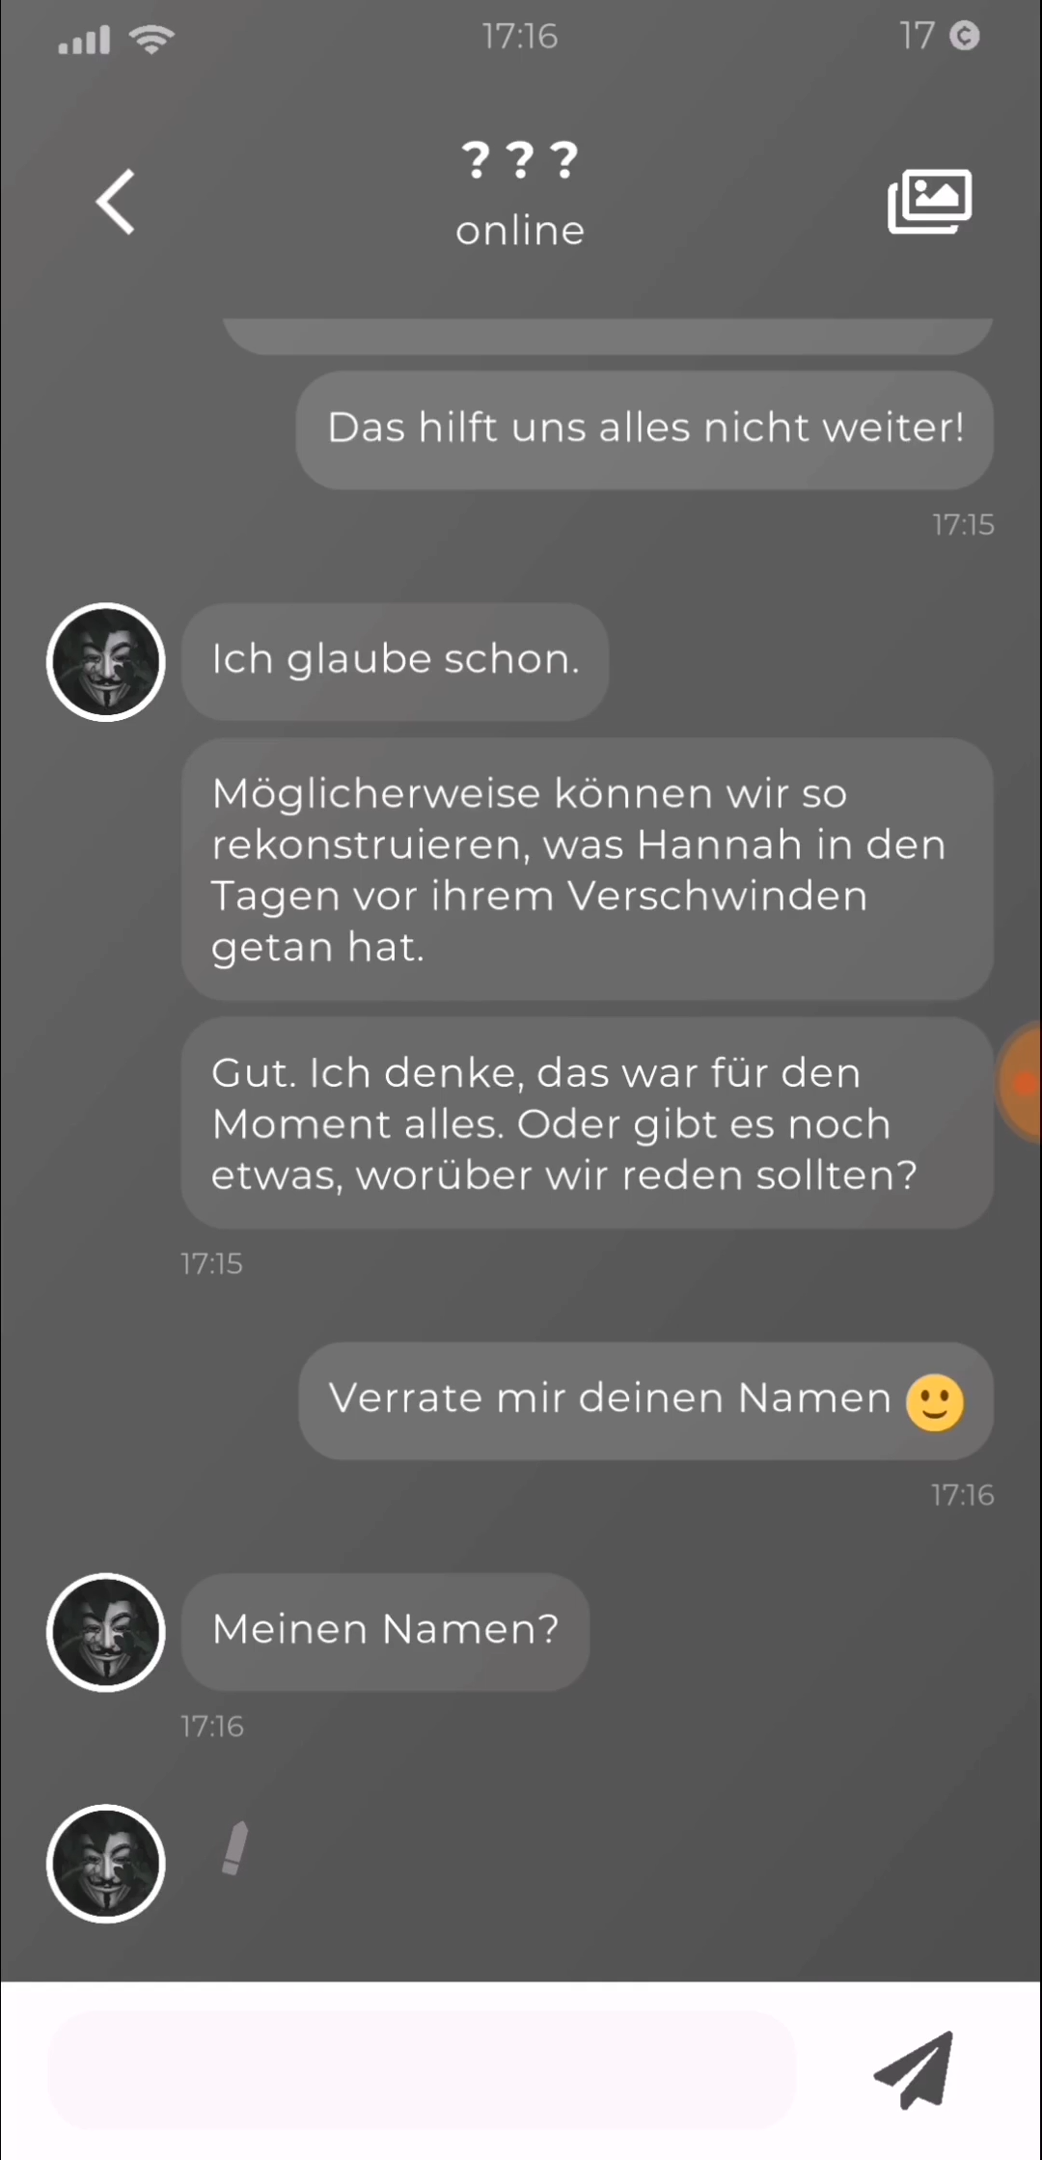 17:16
17
???
online
Das hilft uns alles nicht weiter!
17:15
Ich glaube schon.
Möglicherweise können wir so
rekonstruieren, was Hannah in den
Tagen vor ihrem Verschwinden
getan hat.
Gut. Ich denke, das war für den
Moment alles. Oder gibt es noch
etwas, worüber wir reden sollten?
17:15
Verrate mir deinen Namen 🙂
17:16
Meinen Namen?
17:16